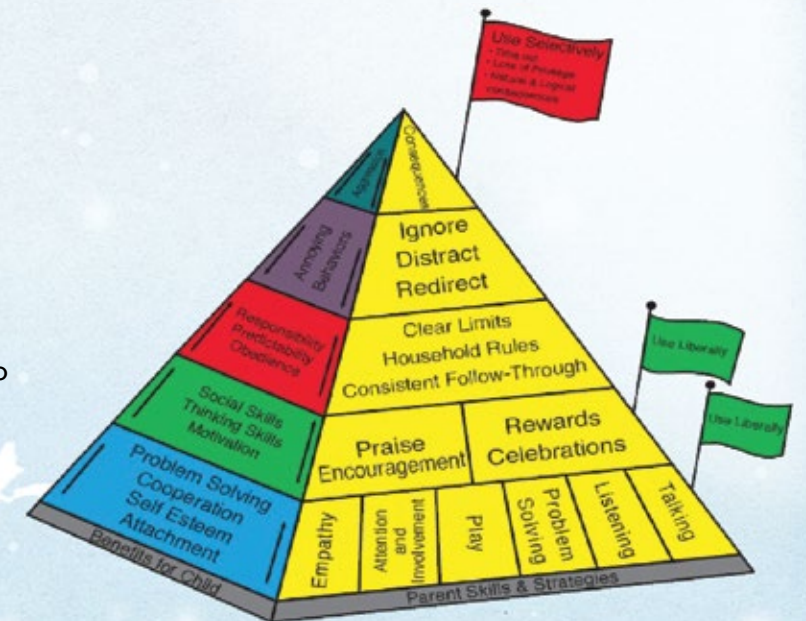 Use Selectively
• Time out
• Loss of Privilege
• Natural & Logical
consequences
Aggression
Consequences
Annoying
Behaviors
Ignore
Distract
Redirect
Responsibility
Predictability
Obedience
Clear Limits
Household Rules
Consistent Follow-Through
Use Liberally
Social Skills
Thinking Skills
Motivation
Praise
Encouragement
Rewards
Celebrations
Use Liberally
Problem Solving
Cooperation
Self Esteem
Attachment
Empathy
Attention
and
Involvement
Play
Problem
Solving
Listening
Talking
Benefits for Child
Parent Skills & Strategies